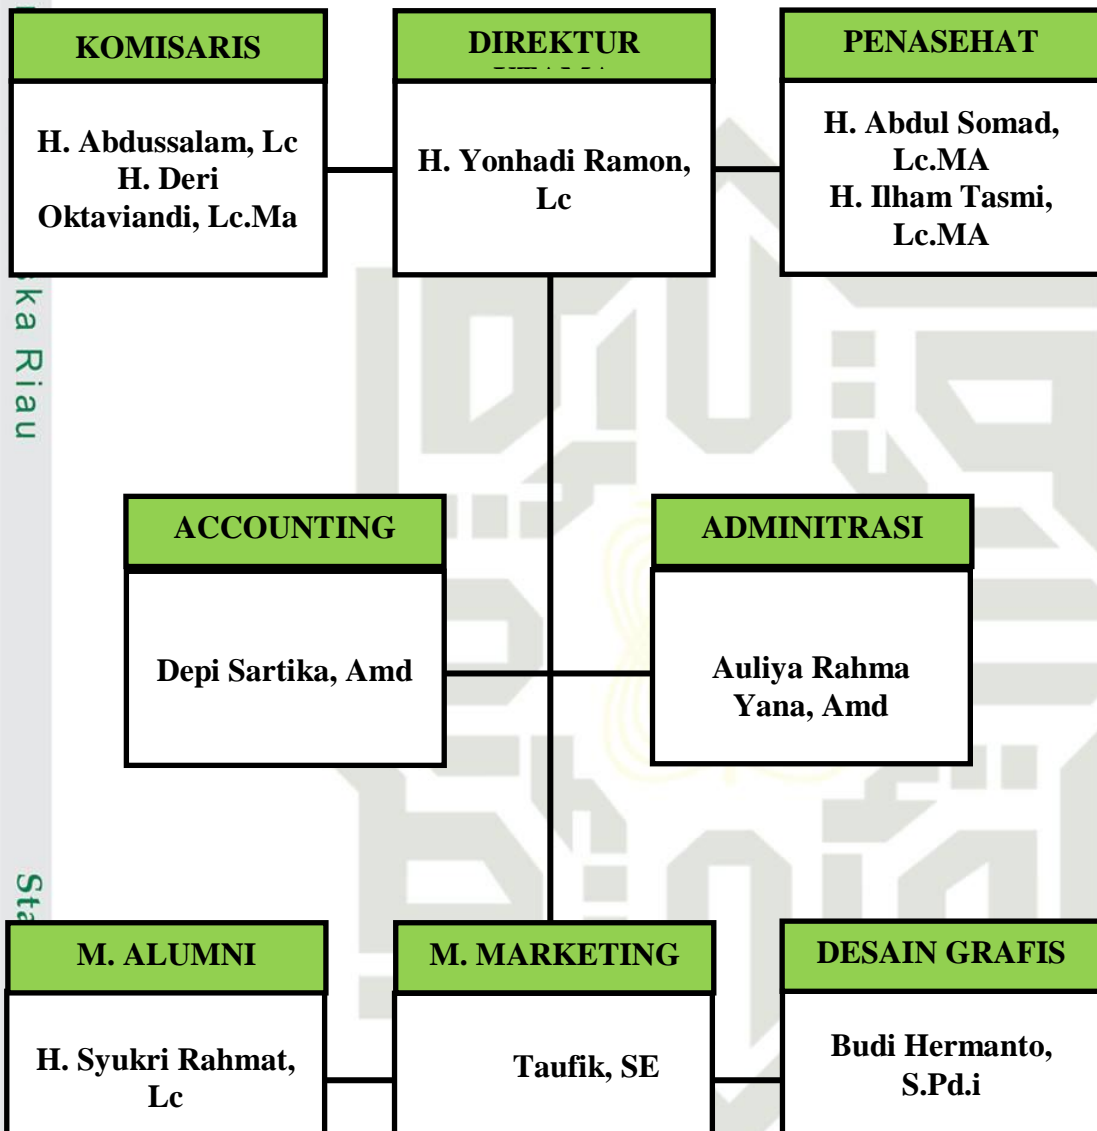 KOMISARIS
H. Abdussalam, Lc
H. Deri
Oktaviandi, Lc.Ma
DIREKTUR
H. Yonhadi Ramon,
Lc
PENASEHAT
H. Abdul Somad,
Lc.MA
H. Ilham Tasmi,
Lc.MA
ska Riau
ACCOUNTING
Depi Sartika, Amd
ADMINITRASI
Auliya Rahma
Yana, Amd
Sta
M. ALUMNI
H. Syukri Rahmat,
Lc
M. MARKETING
Taufik, SE
DESAIN GRAFIS
Budi Hermanto,
S.Pd.i